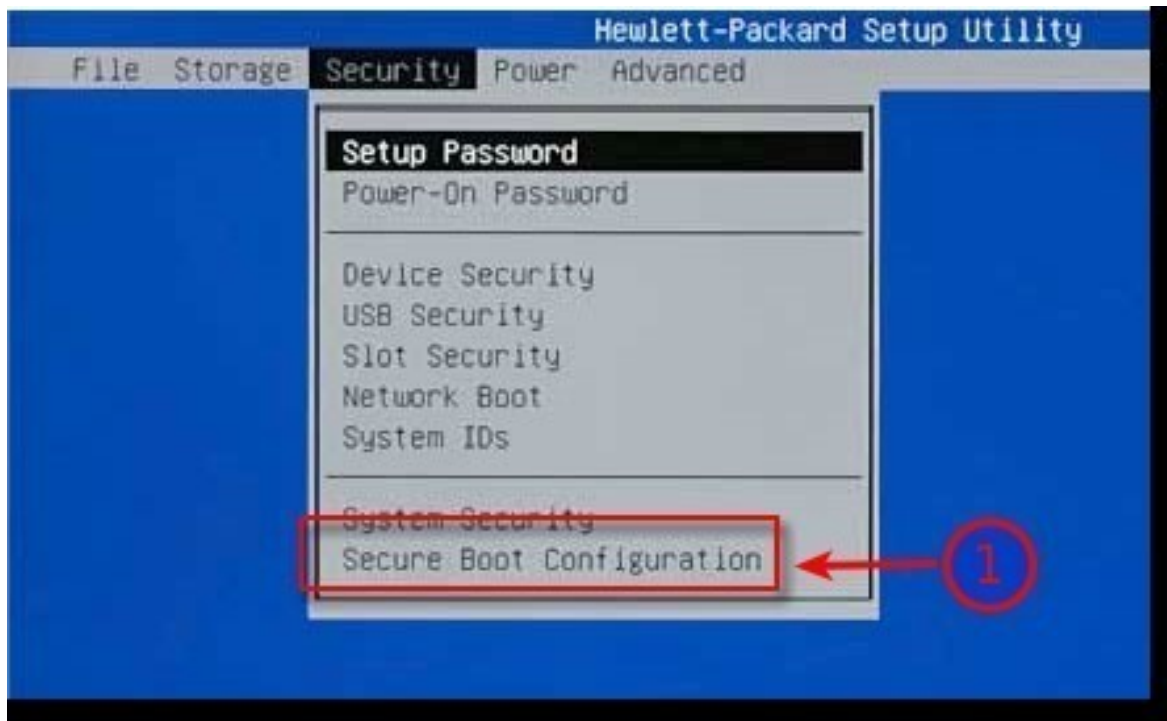 Hewlett-Packard Setup Utility
File Storage Security Power Advanced
Setup Password
Power-On Password
Device Security
USB Security
Slot Security
Network Boot
System IDs
System Security
Secure Boot Configuration
1